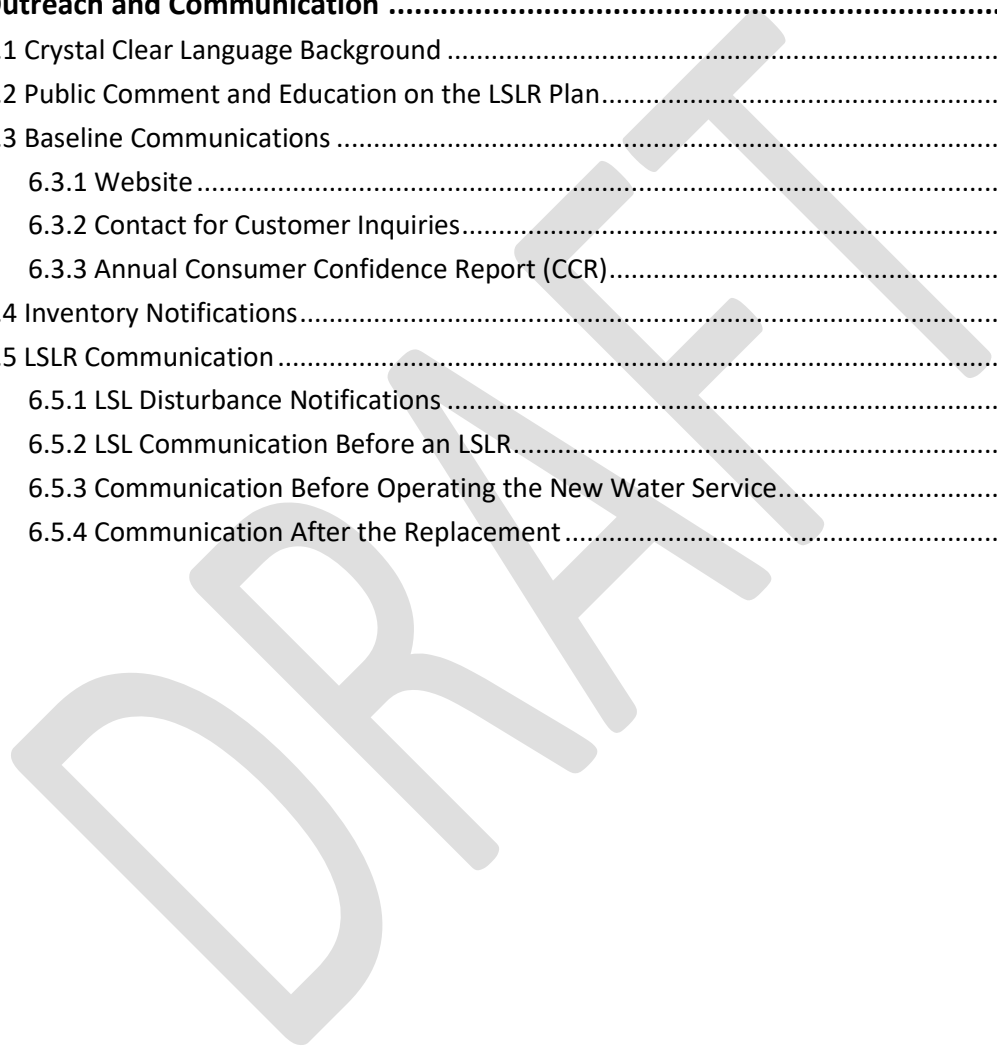 Outreach and Communication ................................................................................
.1 Crystal Clear Language Background ................................................................................
.2 Public Comment and Education on the LSLR Plan................................................................................
.3 Baseline Communications ................................................................................
6.3.1 Website ................................................................................
6.3.2 Contact for Customer Inquiries................................................................................
6.3.3 Annual Consumer Confidence Report (CCR)................................................................................
.4 Inventory Notifications................................................................................
.5 LSLR Communication ................................................................................
6.5.1 LSL Disturbance Notifications ................................................................................
6.5.2 LSL Communication Before an LSLR................................................................................
6.5.3 Communication Before Operating the New Water Service................................................................................
6.5.4 Communication After the Replacement ................................................................................
DRAFT